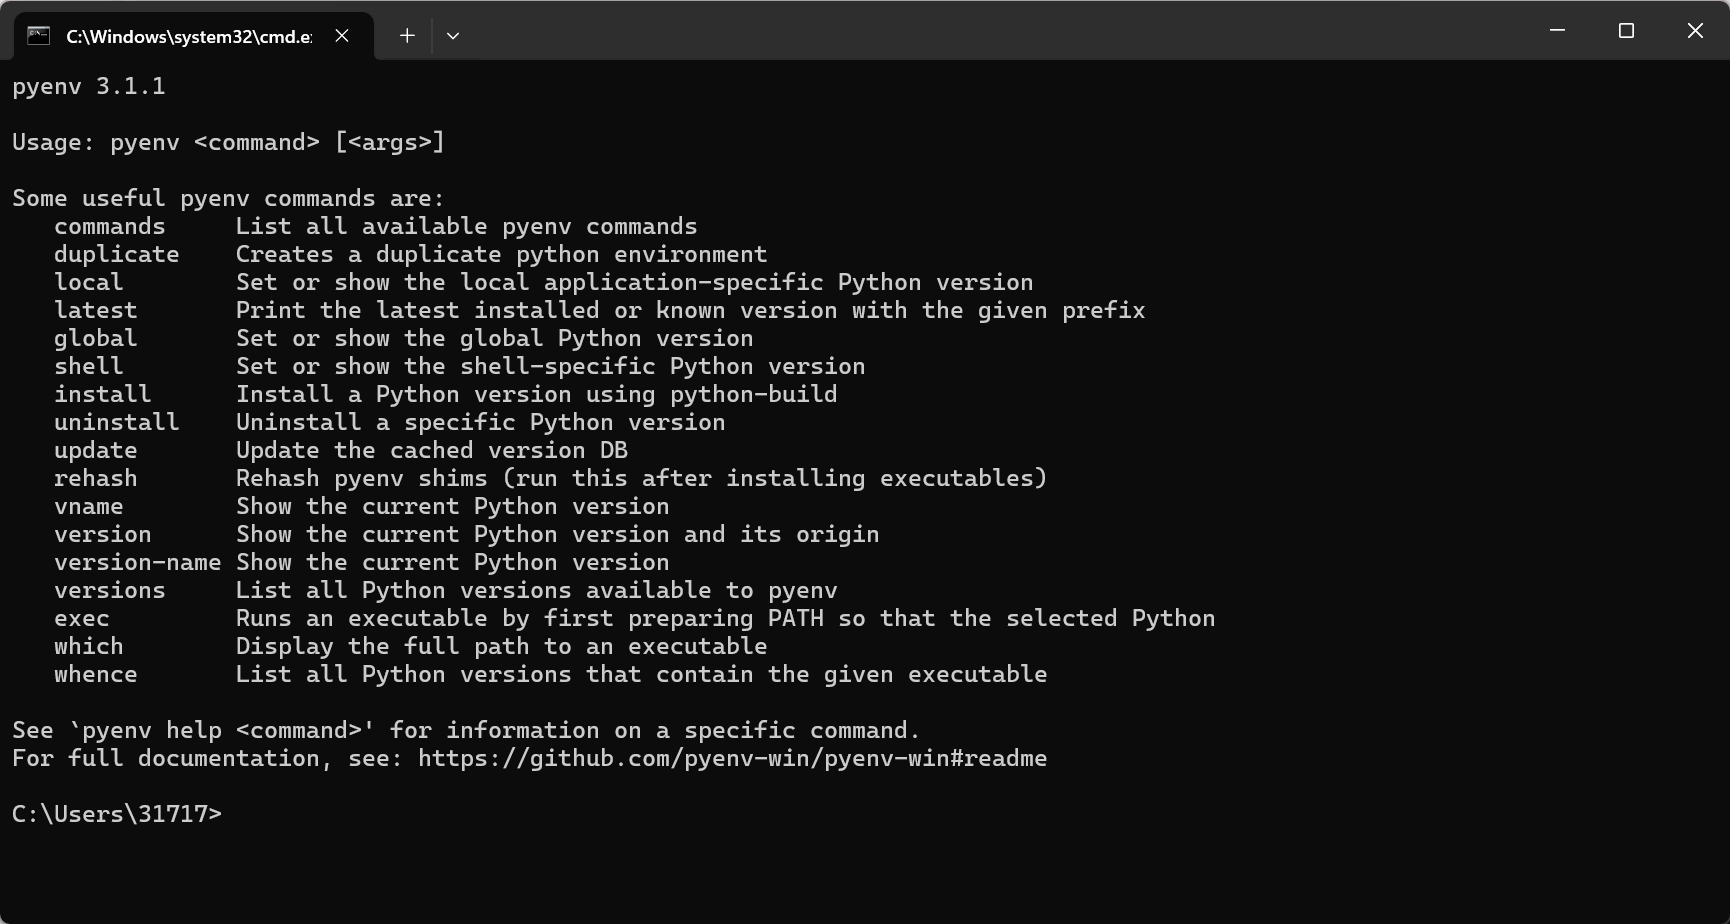 C:\Windows\system32\cmd.e
pyenv 3.1.1
Usage: pyenv <command> [<args>]
Some useful pyenv commands are:
   commands     List all available pyenv commands
   duplicate    Creates a duplicate python environment
   local        Set or show the local application-specific Python version
   latest       Print the latest installed or known version with the given prefix
   global       Set or show the global Python version
   shell        Set or show the shell-specific Python version
   install      Install a Python version using python-build
   uninstall    Uninstall a specific Python version
   update       Update the cached version DB
   rehash       Rehash pyenv shims (run this after installing executables)
   vname        Show the current Python version
   version      Show the current Python version and its origin
   version-name Show the current Python version
   versions     List all Python versions available to pyenv
   exec         Runs an executable by first preparing PATH so that the selected Python
   which        Display the full path to an executable
   whence       List all Python versions that contain the given executable
See `pyenv help <command>' for information on a specific command.
For full documentation, see: https://github.com/pyenv-win/pyenv-win#readme
C:\Users\31717>